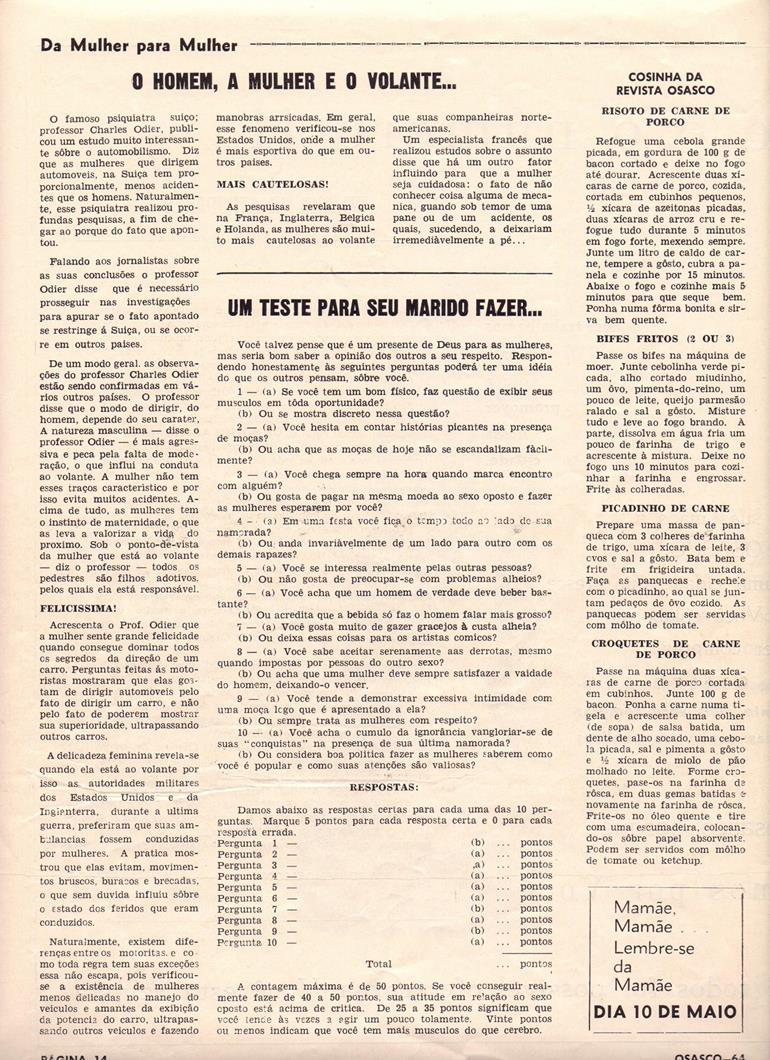 Da Mulher para Mulher
O HOMEM, A MULHER E O VOLANTE...
O famoso psiquiatra suiço;
professor Charles Odier, publi-
cou um estudo muito interessan-
te sôbre o automobilismo. Diz
que as mulheres que dirigem
automoveis, na Suiça tem pro-
porcionalmente, menos aciden-
tes que os homens. Naturalmen-
te, esse psiquiatra realizou pro-
fundas pesquisas, a fim de che-
gar ao porque do fato que apon-
tou.
Falando aos jornalistas sobre
as suas conclusões o professor
Odier disse que é necessário
prosseguir nas investigações
para apurar se o fato apontado
se restringe á Suiça, ou se ocor-
re em outros países.
De um modo geral. as observa-
ções do professor Charles Odier
estão sendo confirmadas em vá-
rios outros países. O professor
disse que o modo de dirigir, do
homem, depende do seu carater,
A natureza masculina — disse o
professor Odier — é mais agres-
siva e peca pela falta de mode-
ração, o que influi na conduta
ao volante. A mulher não tem
esses traços caracteristico e por
isso evita muitos acidentes. A-
cima de tudo, as mulheres tem
o instinto de maternidade, o que
as leva a valorizar a vida do
proximo. Sob o ponto-de-vista
da mulher que está ao volante
— diz o professor — todos os
pedestres são filhos adotivos.
pelos quais ela está responsável.
FELICISSIMA!
Acrescenta o Prof. Odier que
a mulher sente grande felicidade
quando consegue dominar todos
os segredos da direção de um
carro. Perguntas feitas ás moto-
ristas mostraram que elas gos-
tam de dirigir automoveis pelo
fato de dirigir um carro, e não
pelo fato de poderem mostrar
sua superioridade, ultrapassando
outros carros.
A delicadeza feminina revela-se
quando ela está ao volante por
isso as autoridades militares
dos Estados Unidos e da
Inglenterra, durante a ultima
guerra, preferiram que suas am-
bulancias fossem conduzidas
por mulheres. A pratica mos-
trou que elas evitam, movimen-
tos bruscos, buracos e brecadas,
o que sem duvida influiu sôbre
o estado dos feridos que eram
conduzidos.
Naturalmente, existem dife-
renças entre os motoritas. e co-
mo toda regra tem suas exceções
essa não escapa, pois verificou-
se a existência de mulheres
menos delicadas no manejo do
veiculos e amantes da exibição
da potencia do carro, ultrapas-
sando outros veiculos e fazendo
manobras arrsicadas. Em geral,
esse fenomeno verificou-se nos
Estados Unidos, onde a mulher
é mais esportiva do que em ou-
tros países.
MAIS CAUTELOSAS!
As pesquisas revelaram que
na França, Inglaterra, Belgica
e Holanda, as mulheres são mui-
to mais cautelosas ao volante
que suas companheiras norte-
americanas.
Um especialista francês que
realizou estudos sobre o assunto
disse que há um outro fator
influindo para que a mulher
seja cuidadosa: o fato de não
conhecer coisa alguma de meca-
nica, guando sob temor de uma
pane ou de um acidente, os
quais, sucedendo, a deixariam
irremediàvelmente a pé...
UM TESTE PARA SEU MARIDO FAZER...
Você talvez pense que é um presente de Deus para as mulheres,
mas seria bom saber a opinião dos outros a seu respeito. Respon-
dendo honestamente às seguintes perguntas poderá ter uma idéia
do que os outros pensam, sôbre você.
1 — (a) Se você tem um bom físico, faz questão de exibir seus
musculos em tôda oportunidade?
(b) Ou se mostra discreto nessa questão?
2 — (a) Você hesita em contar histórias picantes na presença
de moças?
(b) Ou acha que as moças de hoje não se escandalizam fàcil-
mente?
3 — (a) Você chega sempre na hora quando marca encontro
com alguém?
(b) Ou gosta de pagar na mesma moeda ao sexo oposto e fazer
as mulheres esperarem por você?
4 — (a) Em uma festa você fica o tempo todo ao lado de sua
namorada?
(b) Ou anda invariàvelmente de um lado para outro com os
demais rapazes?
5 — (a) Você se interessa realmente pelas outras pessoas?
(b) Ou não gosta de preocupar-se com problemas alheios?
6 — (a) Você acha que um homem de verdade deve beber bas-
tante?
(b) Ou acredita que a bebida só faz o homem falar mais grosso?
7 — (a) Você gosta muito de gazer gracejos à custa alheia?
(b) Ou deixa essas coisas para os artistas comicos?
8 — (a) Você sabe aceitar serenamente aas derrotas, mesmo
quando impostas por pessoas do outro sexo?
(b) Ou acha que uma mulher deve sempre satisfazer a vaidade
do homem, deixando-o vencer.
9 — (a) Você tende a demonstrar excessiva intimidade com
uma moça logo que é apresentado a ela?
(b) Ou sempre trata as mulheres com respeito?
10 — (a) Você acha o cumulo da ignorância vangloriar-se de
suas "conquistas" na presença de sua última namorada?
(b) Ou considera boa politica fazer as mulheres saberem como
você é popular e como suas atenções são valiosas?
RESPOSTAS:
Damos abaixo as respostas certas para cada uma das 10 per-
guntas. Marque 5 pontos para cada resposta certa e 0 para cada
resposta errada.
Pergunta 1 — (b) ... pontos
Pergunta 2 — (a) ... pontos
Pergunta 3 — ,a) ... pontos
Pergunta 4 — (a) ... pontos
Pergunta 5 — (a) ... pontos
Pergunta 6 — (a) ... pontos
Pergunta 7 — (b) ... pontos
Pergunta 8 — (a) ... pontos
Pergunta 9 — (b) ... pontos
Pergunta 10 — (a) ... pontos
Total ... pontos
A contagem máxima é de 50 pontos. Se você conseguir real-
mente fazer de 40 a 50 pontos, sua atitude em relação ao sexo
oposto está acima de critica. De 25 a 35 pontos significam que
você tende às vezes a agir um pouco tolamente. Vinte pontos
ou menos indicam que você tem mais musculos do que cerebro.
COSINHA DA
REVISTA OSASCO
RISOTO DE CARNE DE
PORCO
Refogue uma cebola grande
picada, em gordura de 100 g de
bacon cortado e deixe no fogo
até dourar. Acrescente duas xí-
caras de carne de porco, cozida,
cortada em cubinhos pequenos,
½ xícara de azeitonas picadas,
duas xícaras de arroz cru e re-
fogue tudo durante 5 minutos
em fogo forte, mexendo sempre.
Junte um litro de caldo de car-
ne, tempere a gôsto, cubra a pa-
nela e cozinhe por 15 minutos.
Abaixe o fogo e cozinhe mais 5
minutos para que seque bem.
Ponha numa fôrma bonita e sir-
va bem quente.
BIFES FRITOS (2 OU 3)
Passe os bifes na máquina de
moer. Junte cebolinha verde pi-
cada, alho cortado miudinho,
um ôvo, pimenta-do-reino, um
pouco de leite, queijo parmesão
ralado e sal a gôsto. Misture
tudo e leve ao fogo brando. À
parte, dissolva em água fria um
pouco de farinha de trigo e
acrescente à mistura. Deixe no
fogo uns 10 minutos para cozi-
nhar a farinha e engrossar.
Frite às colheradas.
PICADINHO DE CARNE
Prepare uma massa de pan-
queca com 3 colheres de farinha
de trigo, uma xícara de leite, 3
ovos e sal a gôsto. Bata bem e
frite em frigideira untada.
Faça as panquecas e recheie
com o picadinho, ao qual se jun-
tam pedaços de ôvo cozido. As
panquecas podem ser servidas
com môlho de tomate.
CROQUETES DE CARNE
DE PORCO
Passe na máquina duas xíca-
ras de carne de porco cortada
em cubinhos. Junte 100 g de
bacon. Ponha a carne numa ti-
gela e acrescente uma colher
(de sopa) de salsa batida, um
dente de alho socado, uma cebo-
la picada, sal e pimenta a gôsto
e ½ xícara de miolo de pão
molhado no leite. Forme cro-
quetes, pase-os na farinha de
rôsca, em duas gemas batidas e
novamente na farinha de rôsca.
Frite-os no óleo quente e tire
com uma escumadeira, colocan-
do-os sôbre papel absorvente.
Podem ser servidos com môlho
de tomate ou ketchup.
Mamãe,
Mamãe . . .
Lembre-se
da
Mamãe
DIA 10 DE MAIO
PÁGINA 14
OSASCO—64